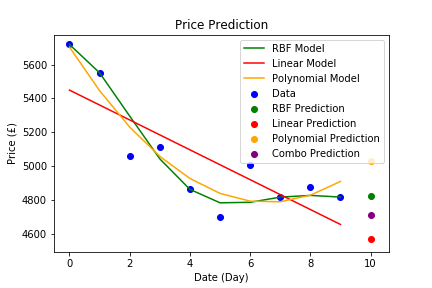 Price Prediction
RBF Model
Linear Model
Polynomial Model
Data
RBF Prediction
Linear Prediction
Polynomial Prediction
Combo Prediction
Price (£)
5600
5400
5200
5000
4800
4600
0 2 4 6 8 10
Date (Day)